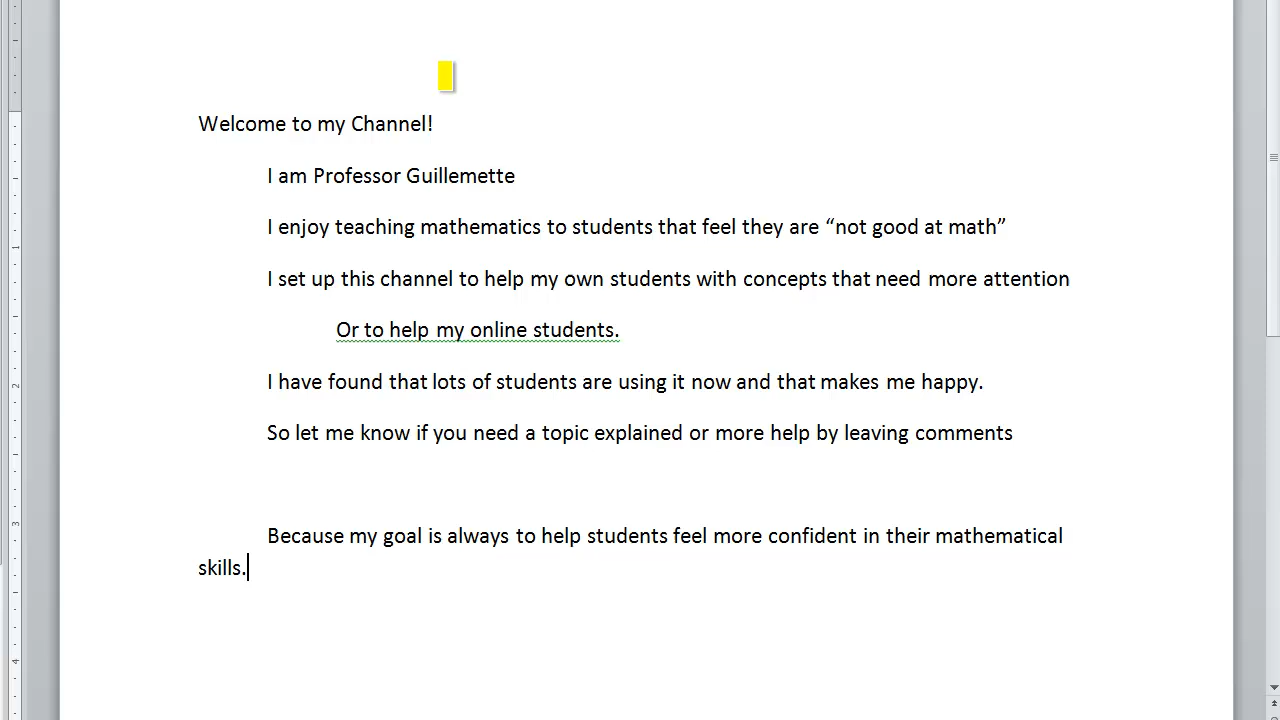 Welcome to my Channel!
I am Professor Guillemette
I enjoy teaching mathematics to students that feel they are “not good at math”
I set up this channel to help my own students with concepts that need more attention
Or to help my online students.
I have found that lots of students are using it now and that makes me happy.
So let me know if you need a topic explained or more help by leaving comments
Because my goal is always to help students feel more confident in their mathematical
skills.
1
2
3
4